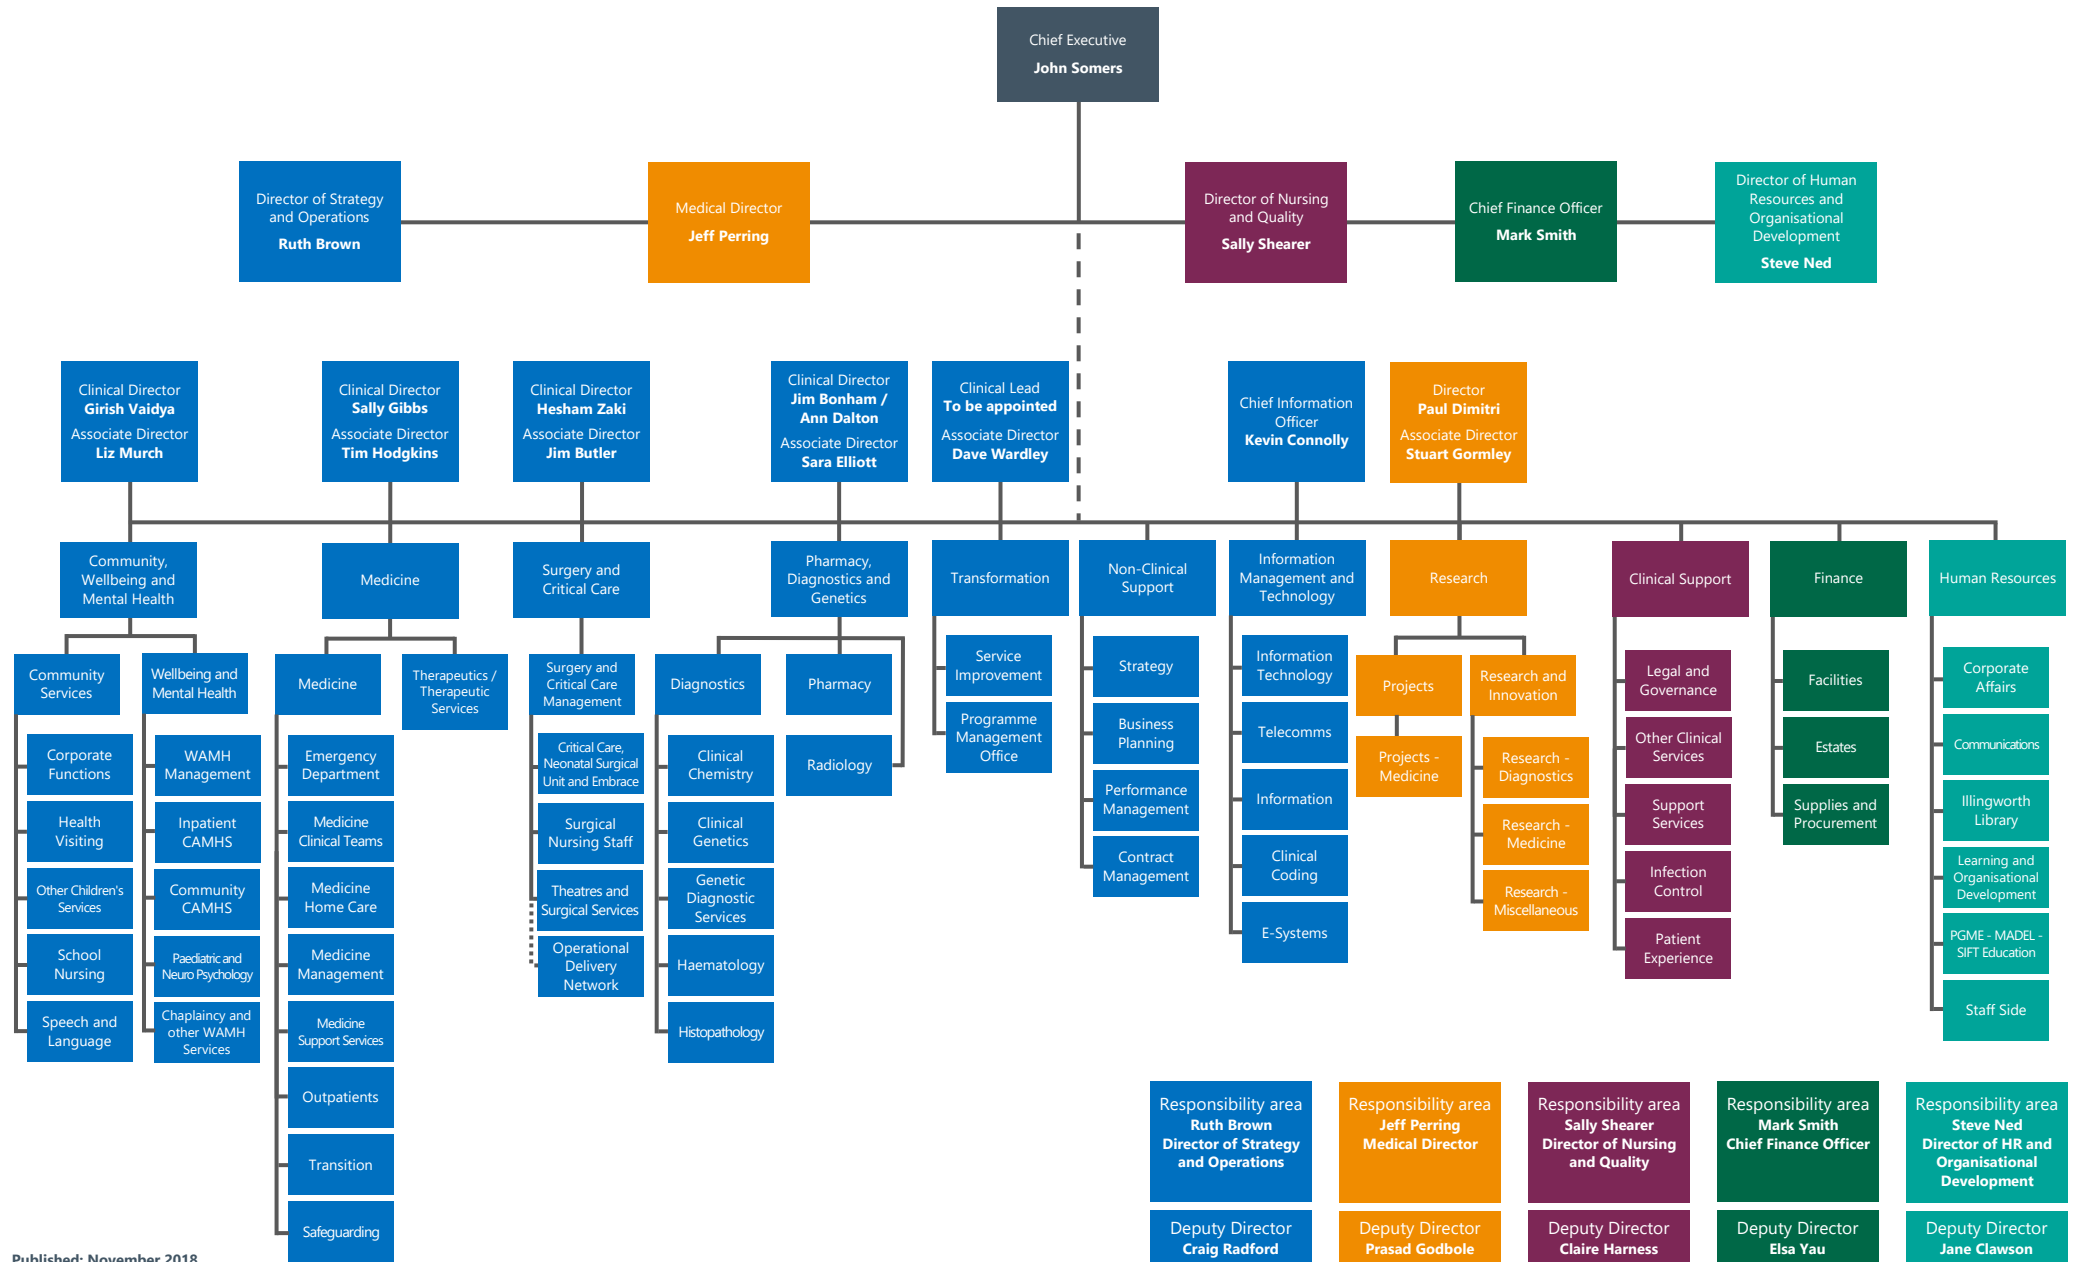 Chief Executive
John Somers
Director of Strategy
and Operations
Ruth Brown
Medical Director
Jeff Perring
Director of Nursing
and Quality
Sally Shearer
Chief Finance Officer
Mark Smith
Director of Human
Resources and
Organisational
Development
Steve Ned
Clinical Director
Girish Vaidya
Associate Director
Liz Murch
Clinical Director
Sally Gibbs
Associate Director
Tim Hodgkins
Clinical Director
Hesham Zaki
Associate Director
Jim Butler
Clinical Director
Jim Bonham /
Ann Dalton
Associate Director
Sara Elliott
Clinical Lead
To be appointed
Associate Director
Dave Wardley
Chief Information
Officer
Kevin Connolly
Director
Paul Dimitri
Associate Director
Stuart Gormley
Community,
Wellbeing and
Mental Health
Medicine
Surgery and
Critical Care
Pharmacy,
Diagnostics and
Genetics
Transformation
Non-Clinical
Support
Information
Management and
Technology
Research
Clinical Support
Finance
Human Resources
Community
Services
Corporate
Functions
Health
Visiting
Other Children's
Services
School
Nursing
Speech and
Language
Wellbeing and
Mental Health
WAMH
Management
Inpatient
CAMHS
Community
CAMHS
Paediatric and
Neuro Psychology
Chaplaincy and
other WAMH
Services
Medicine
Emergency
Department
Medicine
Clinical Teams
Medicine
Home Care
Medicine
Management
Medicine
Support Services
Outpatients
Transition
Safeguarding
Therapeutics /
Therapeutic
Services
Surgery and
Critical Care
Management
Critical Care,
Neonatal Surgical
Unit and Embrace
Surgical
Nursing Staff
Theatres and
Surgical Services
Operational
Delivery
Network
Diagnostics
Clinical
Chemistry
Clinical
Genetics
Genetic
Diagnostic
Services
Haematology
Histopathology
Pharmacy
Radiology
Service
Improvement
Programme
Management
Office
Strategy
Business
Planning
Performance
Management
Contract
Management
Information
Technology
Telecomms
Information
Clinical
Coding
E-Systems
Projects
Projects -
Medicine
Research and
Innovation
Research -
Diagnostics
Research -
Medicine
Research -
Miscellaneous
Legal and
Governance
Other Clinical
Services
Support
Services
Infection
Control
Patient
Experience
Facilities
Estates
Supplies and
Procurement
Corporate
Affairs
Communications
Illingworth
Library
Learning and
Organisational
Development
PGME - MADEL -
SIFT Education
Staff Side
Responsibility area
Ruth Brown
Director of Strategy
and Operations
Deputy Director
Craig Radford
Responsibility area
Jeff Perring
Medical Director
Deputy Director
Prasad Godbole
Responsibility area
Sally Shearer
Director of Nursing
and Quality
Deputy Director
Claire Harness
Responsibility area
Mark Smith
Chief Finance Officer
Deputy Director
Elsa Yau
Responsibility area
Steve Ned
Director of HR and
Organisational
Development
Deputy Director
Jane Clawson
Published: November 2018